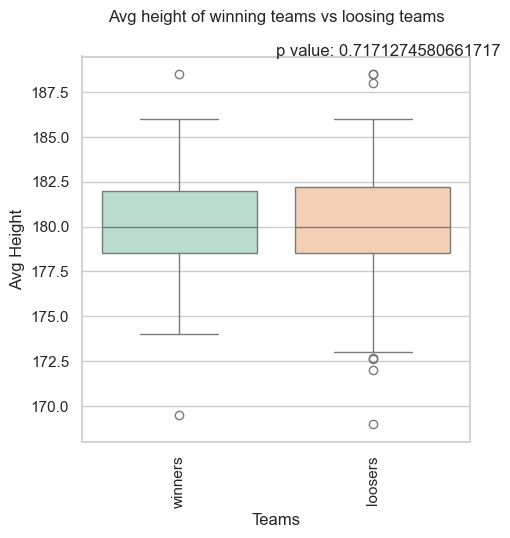 Avg height of winning teams vs loosing teams
p value: 0.7171274580661717
187.5
185.0
182.5
180.0
177.5
175.0
172.5
170.0
Avg Height
winners
loosers
Teams